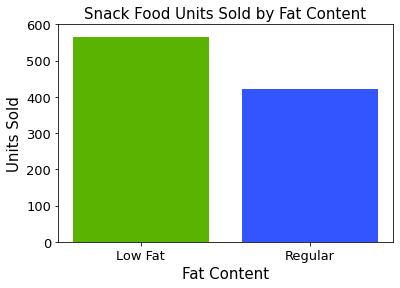 Snack Food Units Sold by Fat Content
600
500
400
300
200
100
0
Units Sold
Low Fat
Regular
Fat Content